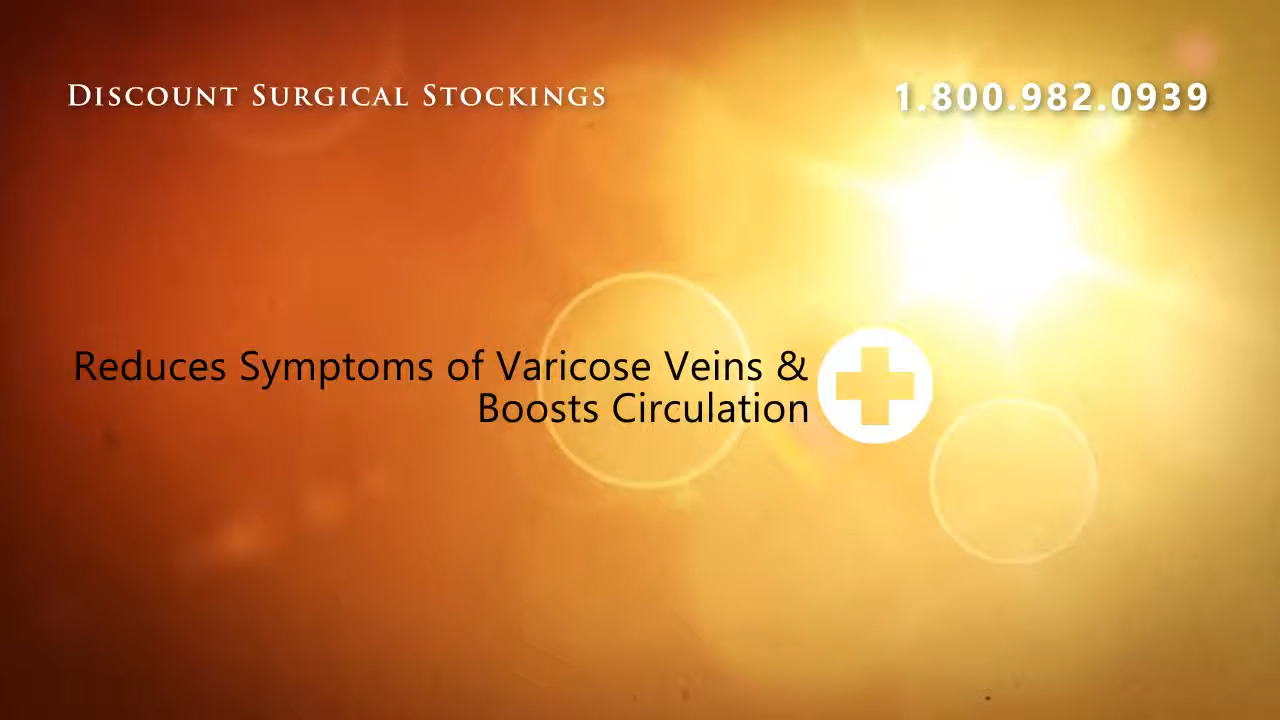 Discount Surgical Stockings
1.800.982.0939
Reduces Symptoms of Varicose Veins &
Boosts Circulation